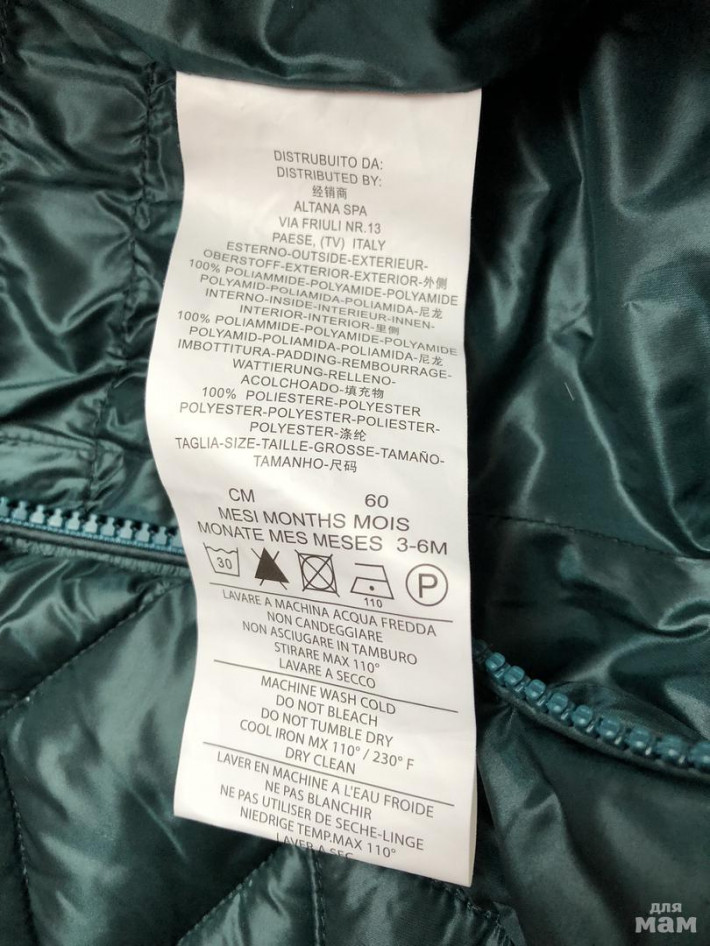 DISTRUBUITO DA:
DISTRIBUTED BY:
经销商
ALTANA SPA
VIA FRIULI NR.13
PAESE, (TV) ITALY
ESTERNO-OUTSIDE-EXTERIEUR-
OBERSTOFF-EXTERIOR-EXTERIOR-外侧
100% POLIAMMIDE-POLYAMIDE-POLYAMIDE
POLYAMID-POLIAMIDA-POLIAMIDA-尼龙
INTERNO-INSIDE-INTERIEUR-INNEN-
INTERIOR-INTERIOR-里侧
100% POLIAMMIDE-POLYAMIDE-POLYAMIDE
POLYAMID-POLIAMIDA-POLIAMIDA-尼龙
IMBOTTITURA-PADDING-REMBOURRAGE-
WATTIERUNG-RELLENO-
ACOLCHOADO-填充物
100% POLIESTERE-POLYESTER
POLYESTER-POLYESTER-POLIESTER-
POLYESTER-涤纶
TAGLIA-SIZE-TAILLE-GROSSE-TAMAÑO-
TAMANHO-尺码
CM 60
MESI MONTHS MOIS
MONATE MES MESES 3-6M
30 110 P
LAVARE A MACHINA ACQUA FREDDA
NON CANDEGGIARE
NON ASCIUGARE IN TAMBURO
STIRARE MAX 110°
LAVARE A SECCO
MACHINE WASH COLD
DO NOT BLEACH
DO NOT TUMBLE DRY
COOL IRON MX 110° / 230° F
DRY CLEAN
LAVER EN MACHINE A L'EAU FROIDE
NE PAS BLANCHIR
NE PAS UTILISER DE SECHE-LINGE
NIEDRIGE TEMP.MAX 110°
LAVER A SEC
для
мам